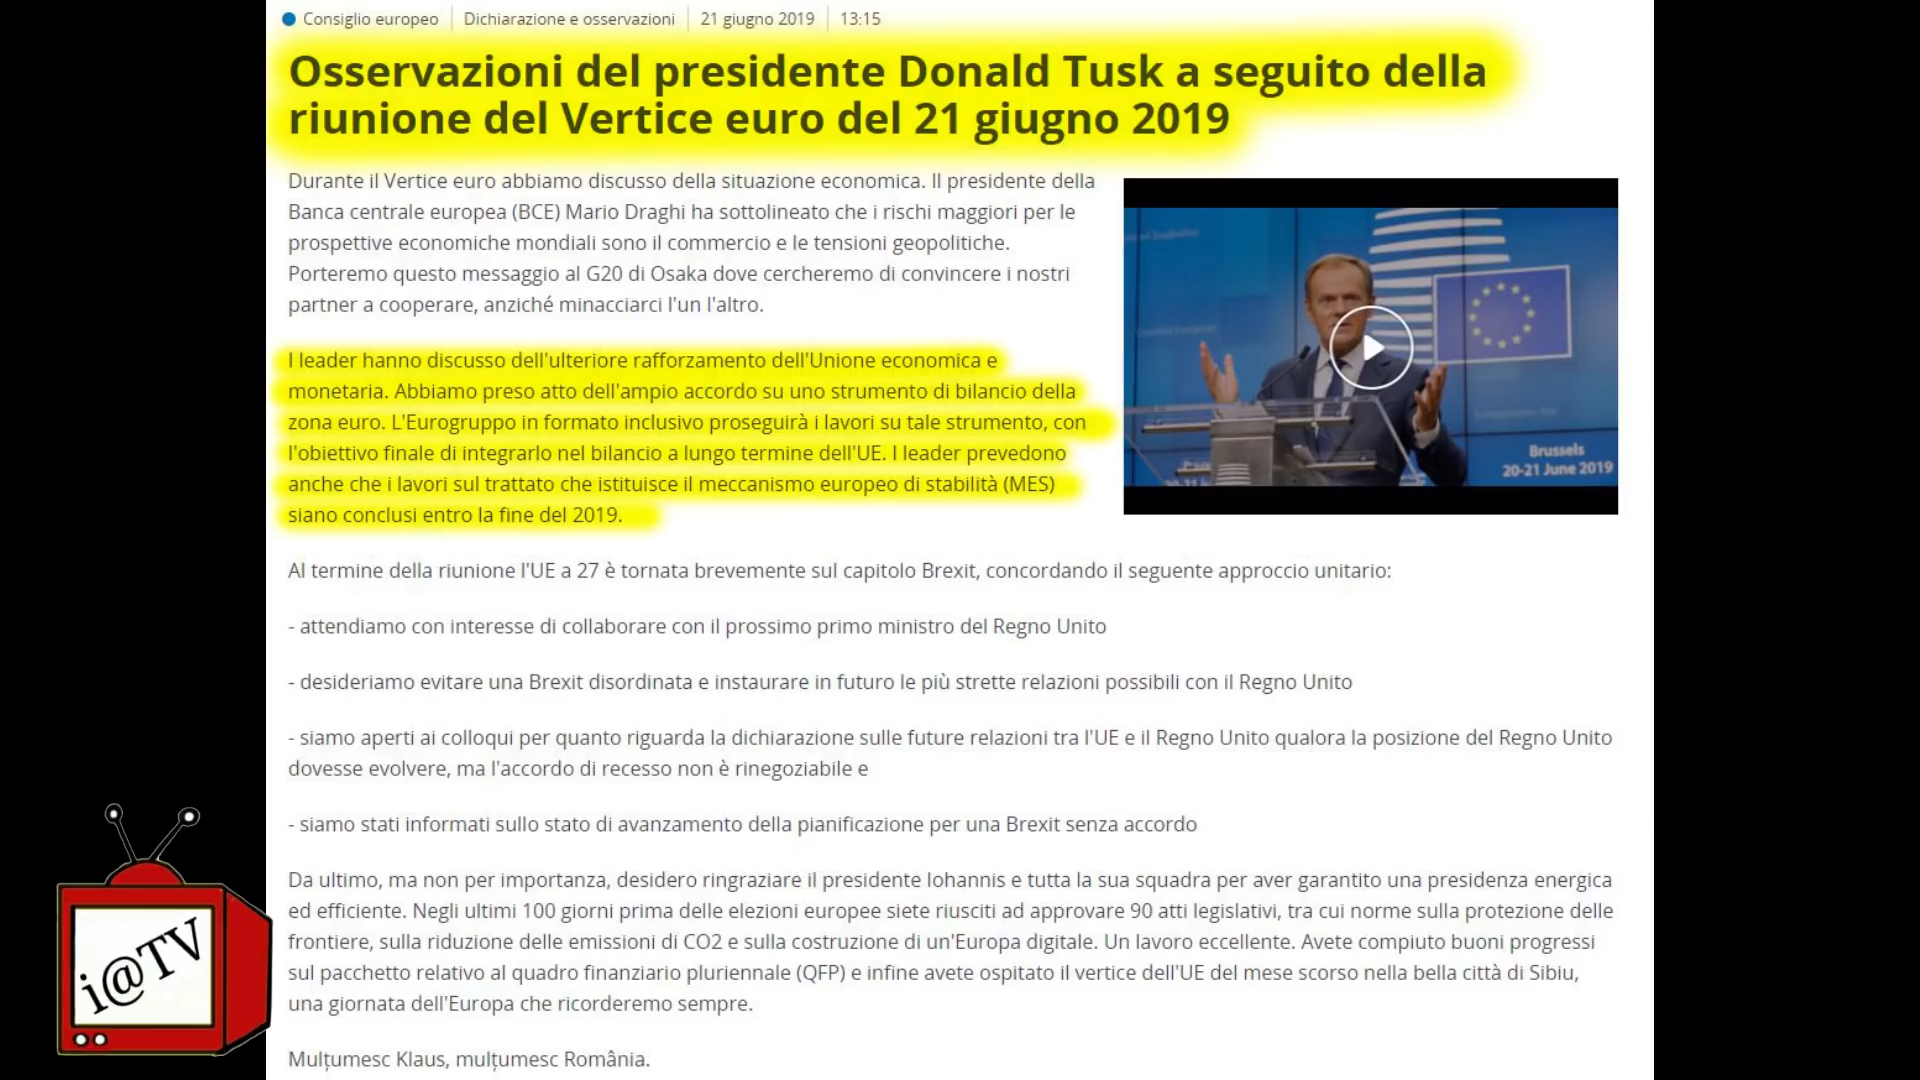 Consiglio europeo Dichiarazione e osservazioni 21 giugno 2019 13:15
Osservazioni del presidente Donald Tusk a seguito della
riunione del Vertice euro del 21 giugno 2019
Durante il Vertice euro abbiamo discusso della situazione economica. Il presidente della
Banca centrale europea (BCE) Mario Draghi ha sottolineato che i rischi maggiori per le
prospettive economiche mondiali sono il commercio e le tensioni geopolitiche.
Porteremo questo messaggio al G20 di Osaka dove cercheremo di convincere i nostri
partner a cooperare, anziché minacciarci l'un l'altro.
I leader hanno discusso dell'ulteriore rafforzamento dell'Unione economica e
monetaria. Abbiamo preso atto dell'ampio accordo su uno strumento di bilancio della
zona euro. L'Eurogruppo in formato inclusivo proseguirà i lavori su tale strumento, con
l'obiettivo finale di integrarlo nel bilancio a lungo termine dell'UE. I leader prevedono
anche che i lavori sul trattato che istituisce il meccanismo europeo di stabilità (MES)
siano conclusi entro la fine del 2019.
Brussels
20-21 June 2019
Al termine della riunione l'UE a 27 è tornata brevemente sul capitolo Brexit, concordando il seguente approccio unitario:
- attendiamo con interesse di collaborare con il prossimo primo ministro del Regno Unito
- desideriamo evitare una Brexit disordinata e instaurare in futuro le più strette relazioni possibili con il Regno Unito
- siamo aperti ai colloqui per quanto riguarda la dichiarazione sulle future relazioni tra l'UE e il Regno Unito qualora la posizione del Regno Unito
dovesse evolvere, ma l'accordo di recesso non è rinegoziabile e
- siamo stati informati sullo stato di avanzamento della pianificazione per una Brexit senza accordo
Da ultimo, ma non per importanza, desidero ringraziare il presidente Iohannis e tutta la sua squadra per aver garantito una presidenza energica
ed efficiente. Negli ultimi 100 giorni prima delle elezioni europee siete riusciti ad approvare 90 atti legislativi, tra cui norme sulla protezione delle
frontiere, sulla riduzione delle emissioni di CO2 e sulla costruzione di un'Europa digitale. Un lavoro eccellente. Avete compiuto buoni progressi
sul pacchetto relativo al quadro finanziario pluriennale (QFP) e infine avete ospitato il vertice dell'UE del mese scorso nella bella città di Sibiu,
una giornata dell'Europa che ricorderemo sempre.
Mulțumesc Klaus, mulțumesc România.
i@TV